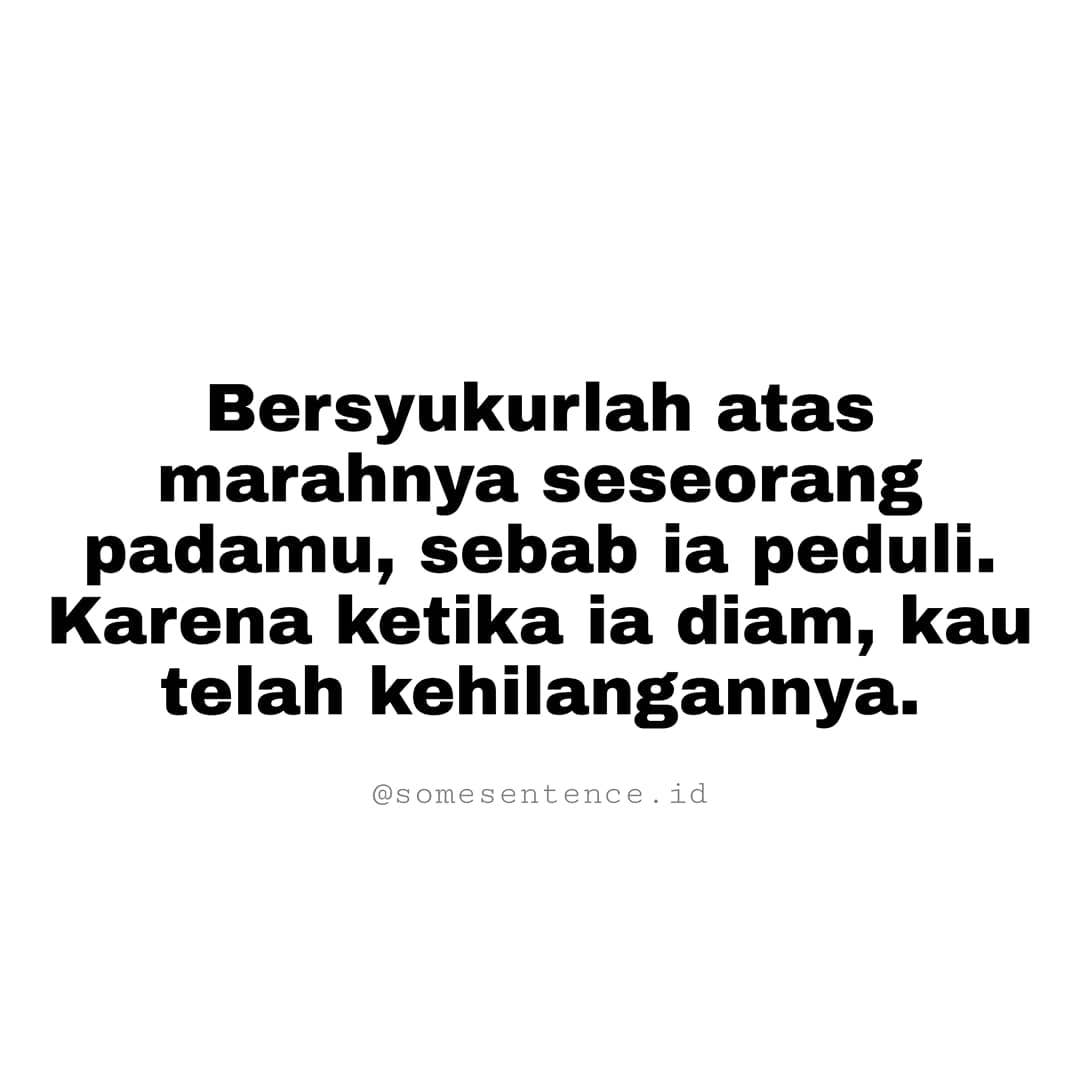 Bersyukurlah atas
marahnya seseorang
padamu, sebab ia peduli.
Karena ketika ia diam, kau
telah kehilangannya.
@somesentence.id